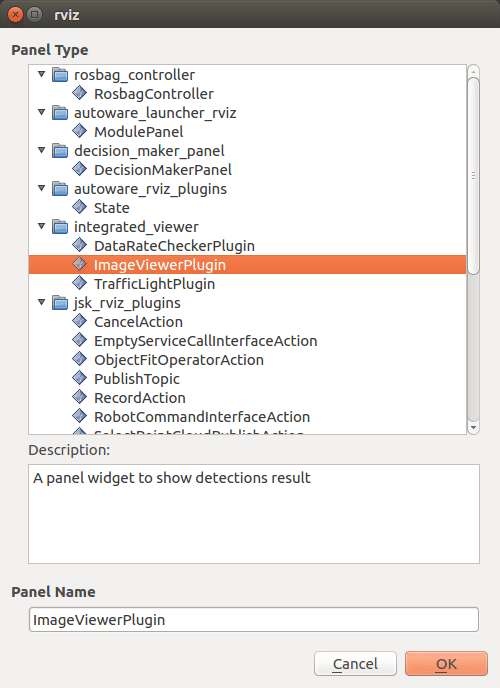 rviz
Panel Type
rosbag_controller
RosbagController
autoware_launcher_rviz
ModulePanel
decision_maker_panel
DecisionMakerPanel
autoware_rviz_plugins
State
integrated_viewer
DataRateCheckerPlugin
ImageViewerPlugin
TrafficLightPlugin
jsk_rviz_plugins
CancelAction
EmptyServiceCallInterfaceAction
ObjectFitOperatorAction
PublishTopic
RecordAction
RobotCommandInterfaceAction
SelectPointCloudPublishAction
Description:
A panel widget to show detections result
Panel Name
ImageViewerPlugin
Cancel OK